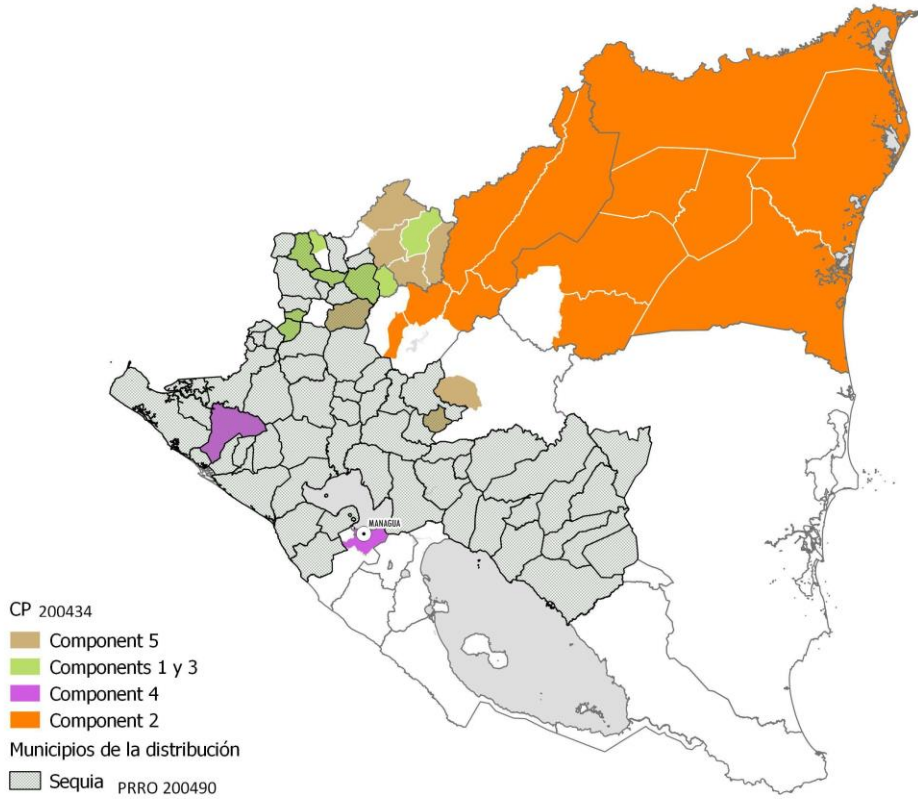 MANAGUA
CP 200434
Component 5
Components 1 y 3
Component 4
Component 2
Municipios de la distribución
Sequia PRRO 200490